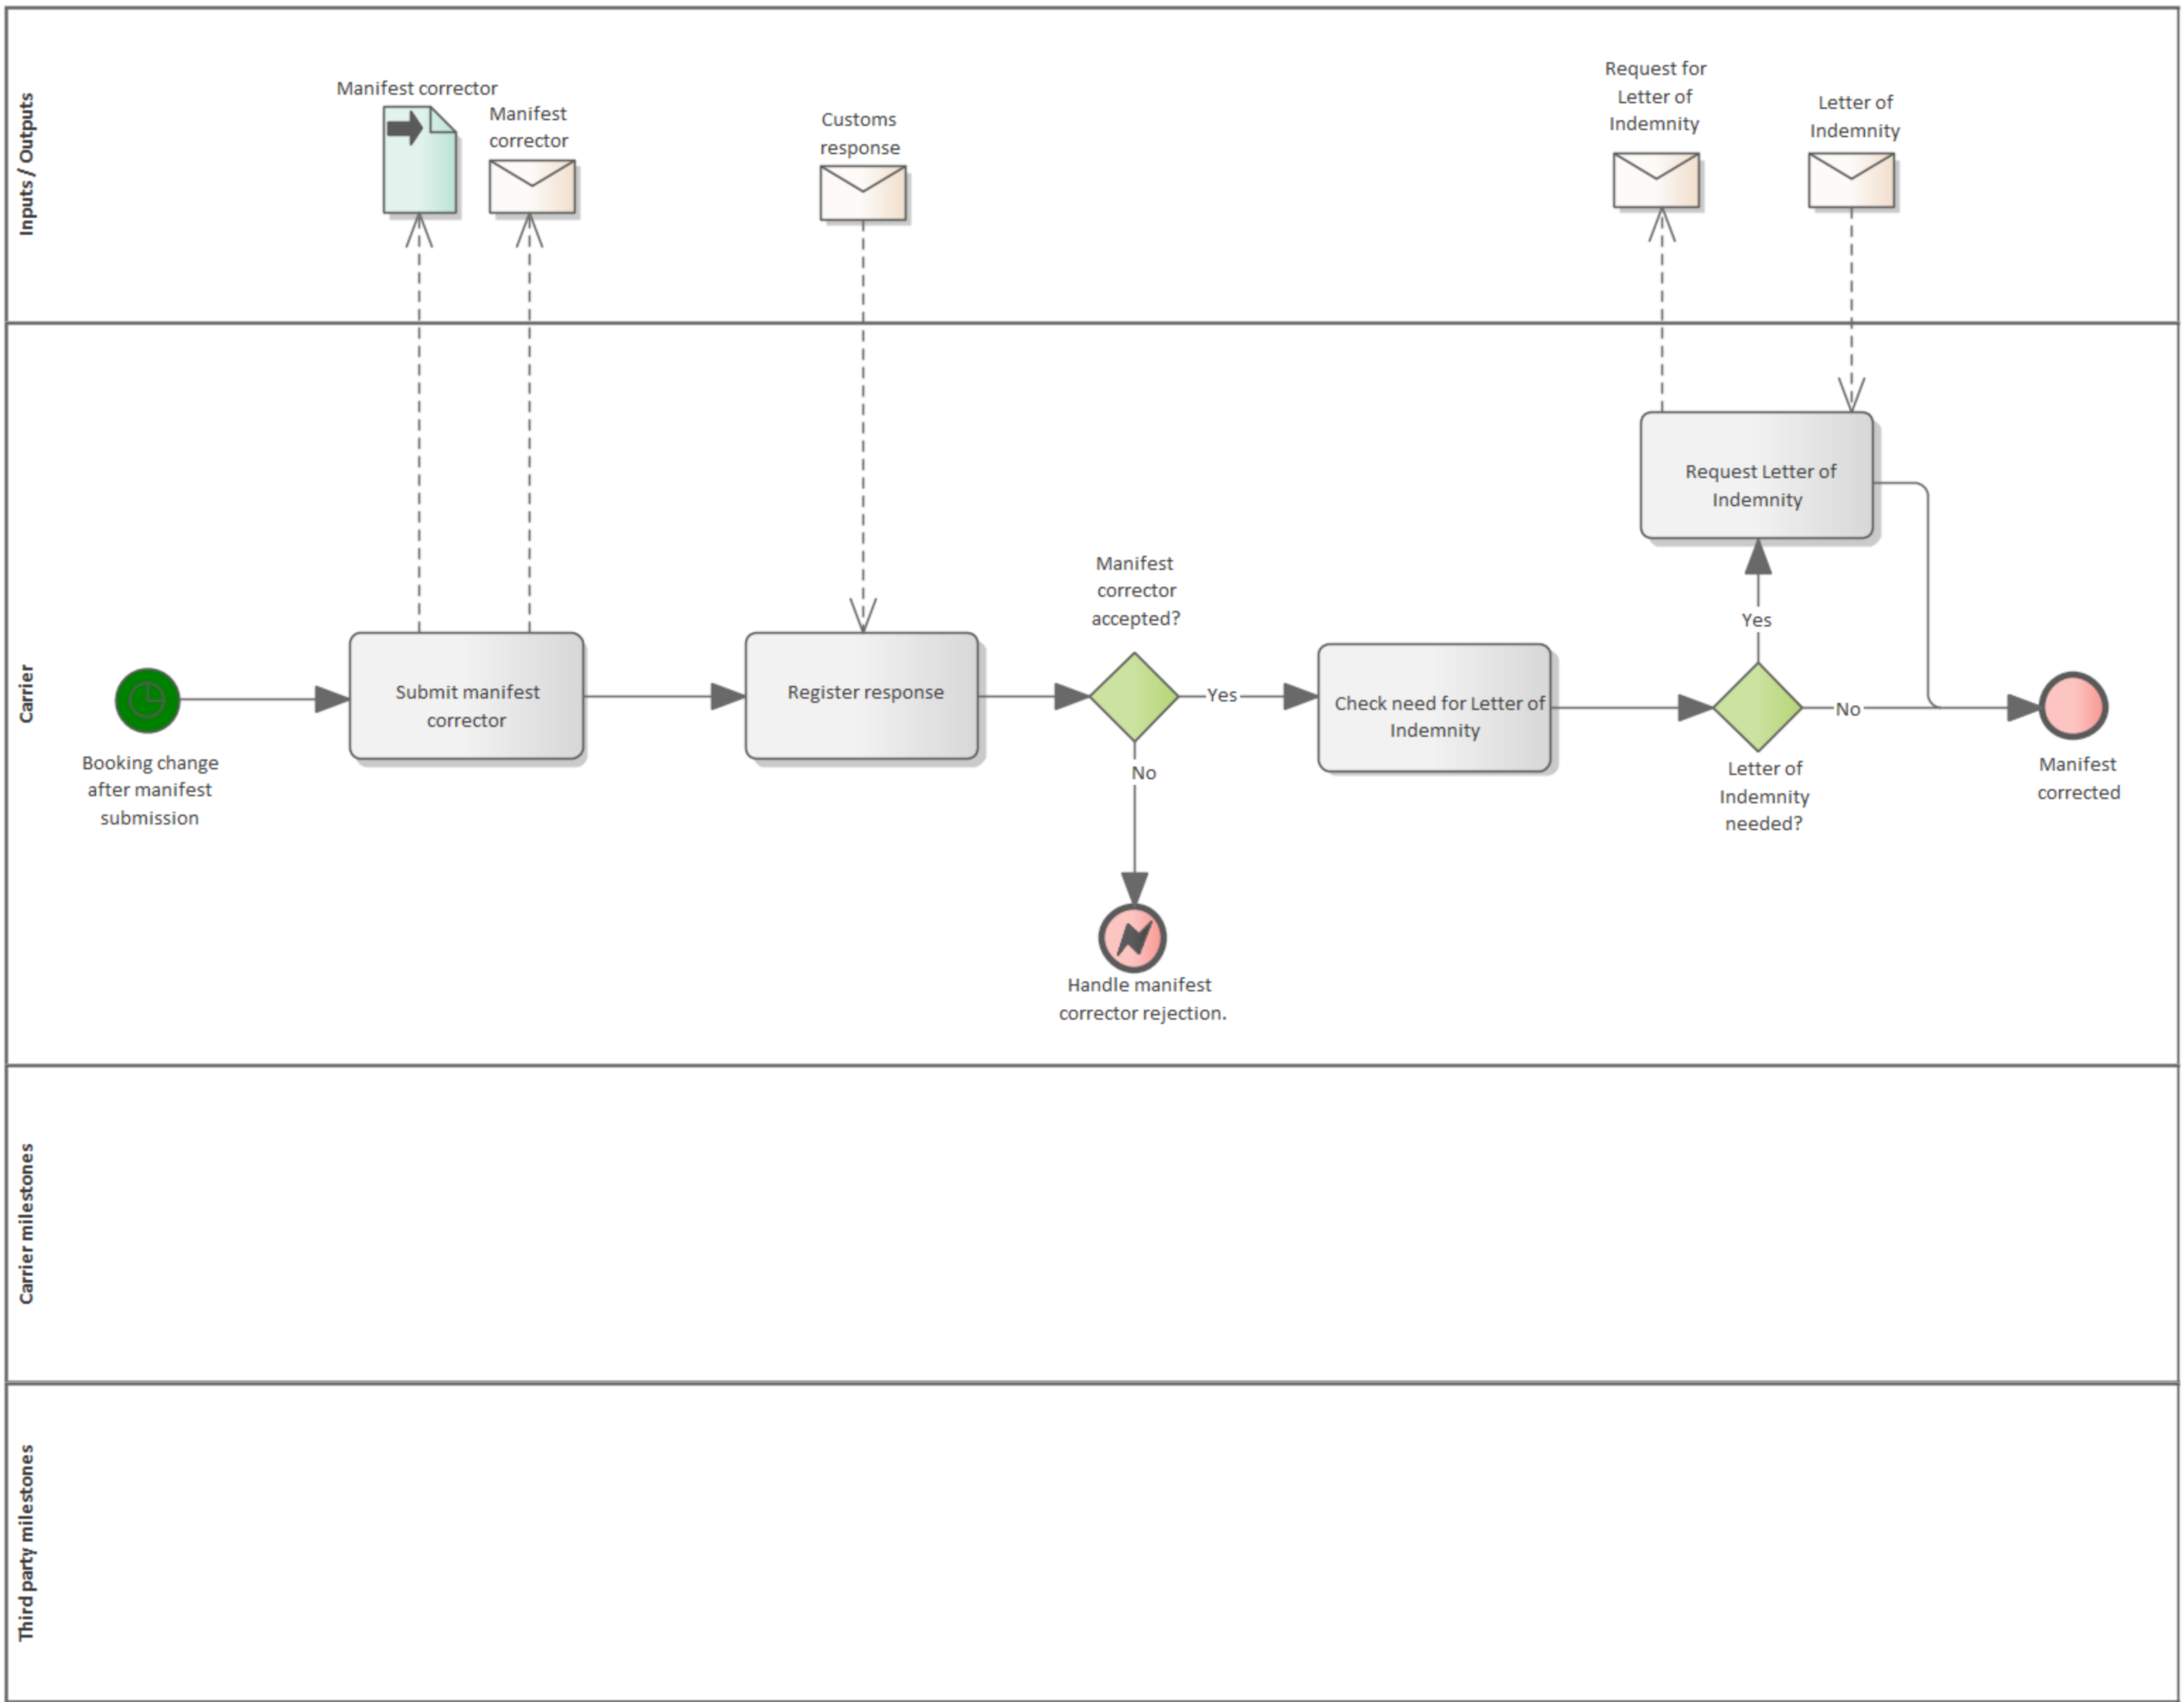 Inputs / Outputs
Manifest corrector
Manifest
corrector
Customs
response
Request for
Letter of
Indemnity
Letter of
Indemnity
Carrier
Booking change
after manifest
submission
Submit manifest
corrector
Register response
Manifest
corrector
accepted?
Yes
No
Handle manifest
corrector rejection.
Check need for Letter of
Indemnity
Letter of
Indemnity
needed?
Yes
Request Letter of
Indemnity
No
Manifest
corrected
Carrier milestones
Third party milestones